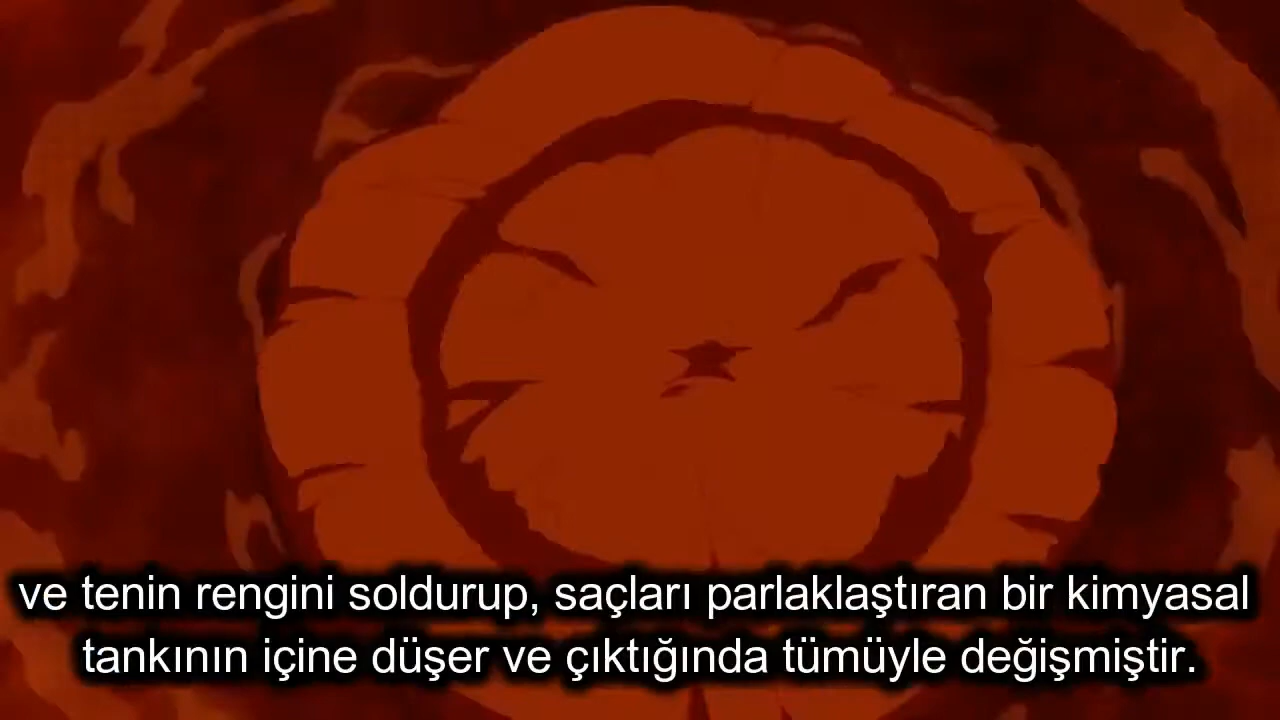 ve tenin rengini soldurup, saçları parlaklaştıran bir kimyasal
tankının içine düşer ve çıktığında tümüyle değişmiştir.